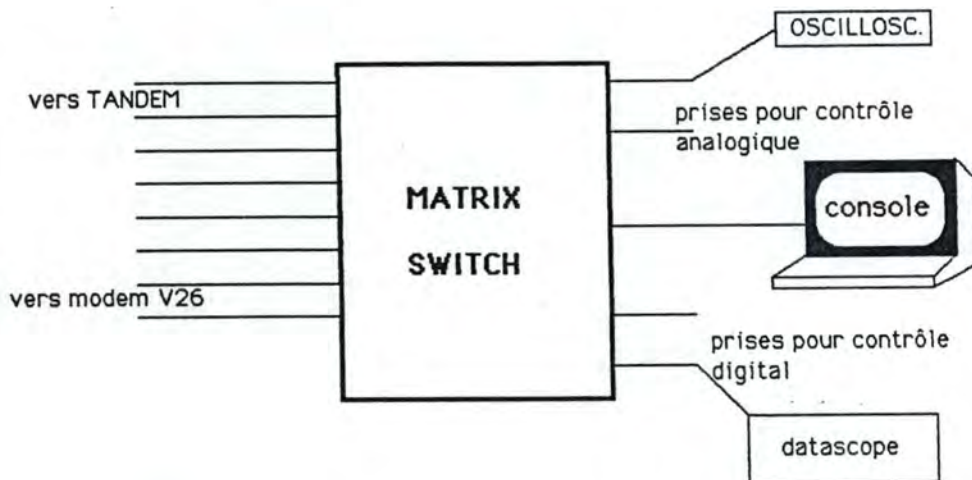 OSCILLOSC.
vers TANDEM
prises pour contrôle
analogique
MATRIX
SWITCH
console
vers modem V26
prises pour contrôle
digital
datascope